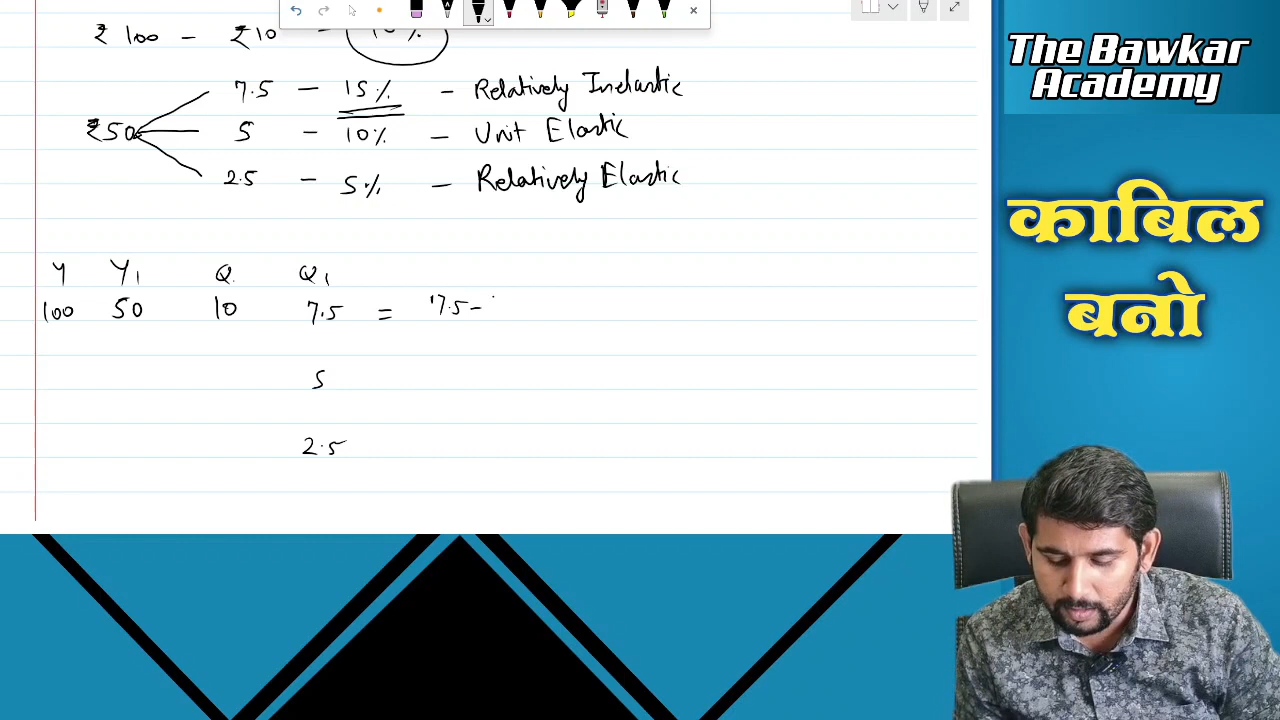 ₹ 100 - ₹10 - 10%
7.5 - 15% - Relatively Inelastic
₹50 5 - 10% - Unit Elastic
2.5 - 5% - Relatively Elastic
Y Y1 Q Q1
100 50 10 7.5 = 7.5-
5
2.5
The Bawkar
Academy
काबिल
बनो